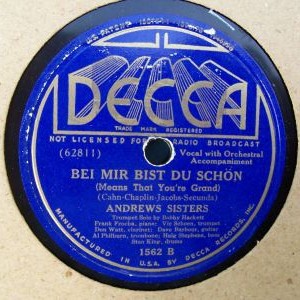 U.S. PATENT
DECCA
TRADE MARK REGISTERED
NOT LICENSED FOR RADIO BROADCAST
(62811)
Vocal with Orchestral
Accompaniment
BEI MIR BIST DU SCHÖN
(Means That You're Grand)
(Cahn-Chaplin-Jacobs-Secunda)
ANDREWS SISTERS
Trumpet Solo by Bobby Hackett
Frank Froeba, piano; Vic Schoen, trumpet
Don Watt, clarinet; Dave Barbour, guitar
Al Philburn, trombone; Haig Stephens, bass
Stan King, drums
1562 B
MANUFACTURED IN U.S.A. BY DECCA RECORDS, INC.